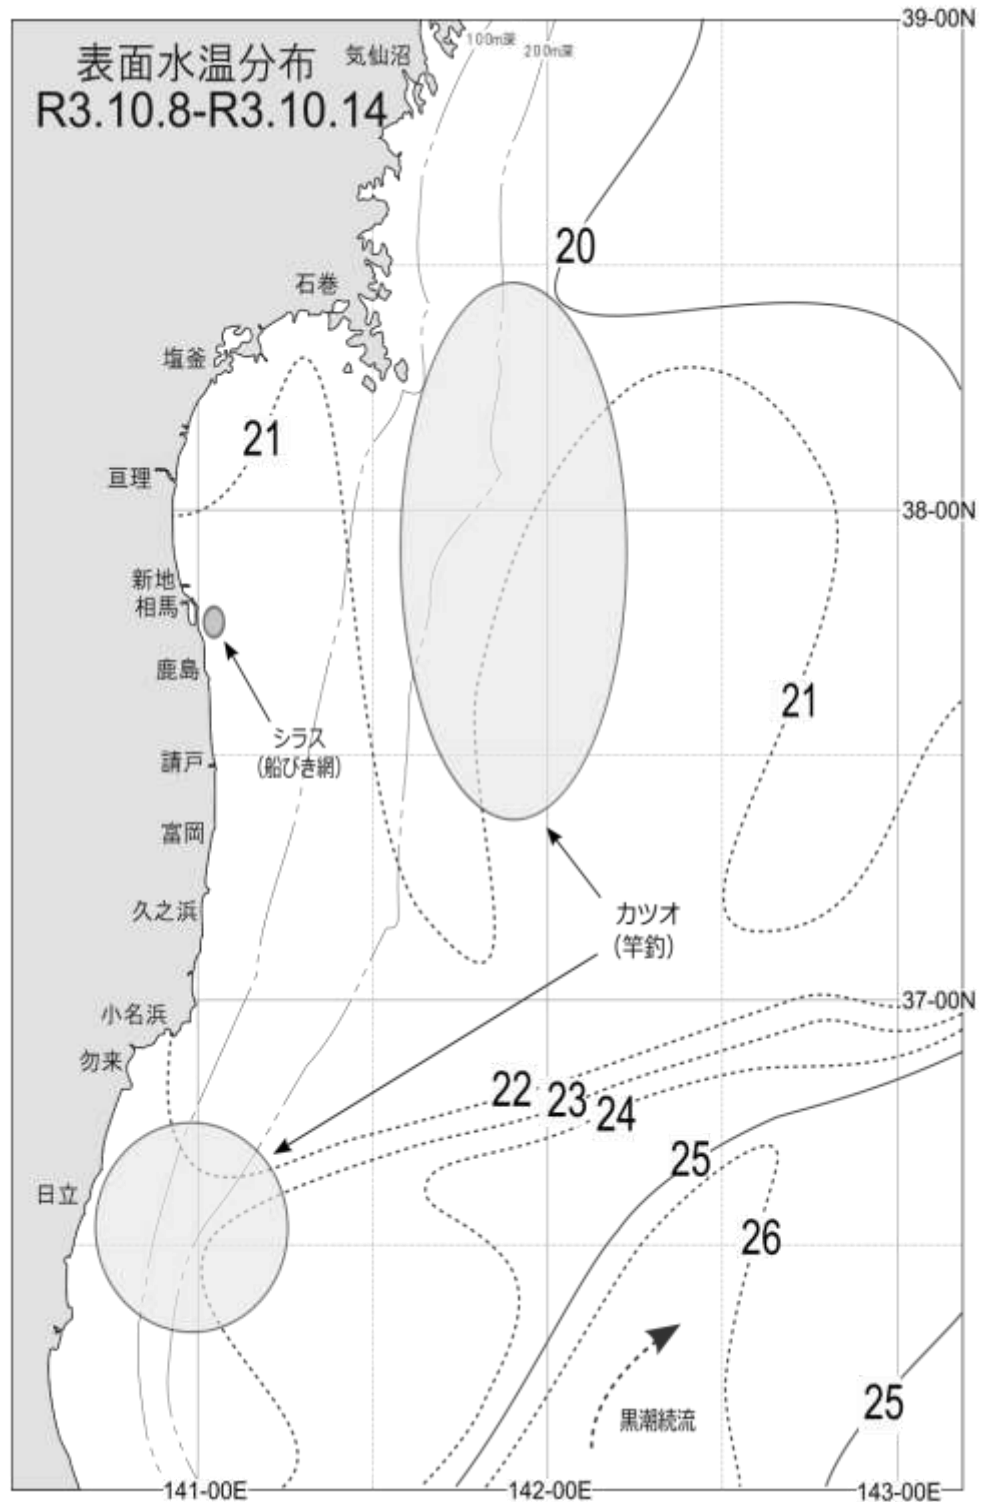 表面水温分布
R3.10.8-R3.10.14
気仙沼
100m深
200m深
39-00N
20
石巻
塩釜
21
亘理
38-00N
新地
相馬
鹿島
シラス
(船びき網)
21
請戸
富岡
久之浜
カツオ
(竿釣)
37-00N
小名浜
勿来
22
23
24
25
日立
26
黒潮続流
25
141-00E
142-00E
143-00E